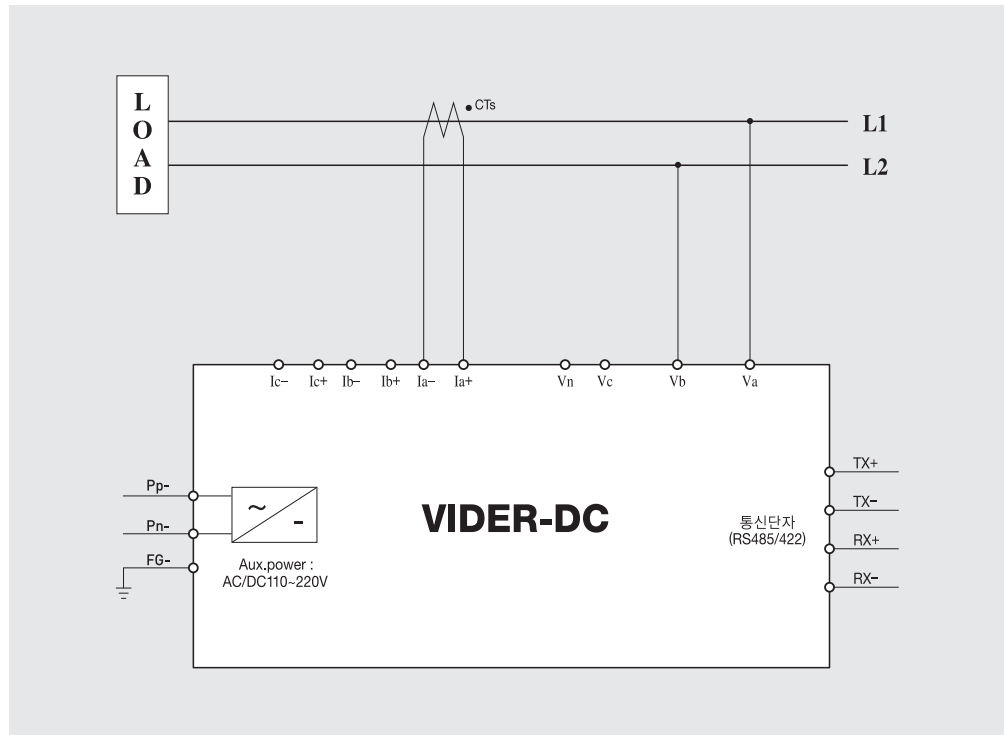 LOAD
CTs
L1
L2
Ic− Ic+ Ib− Ib+ Ia− Ia+ Vn Vc Vb Va
Pp-
Pn-
FG-
~
-
Aux.power :
AC/DC110~220V
VIDER-DC
통신단자
(RS485/422)
TX+
TX−
RX+
RX−